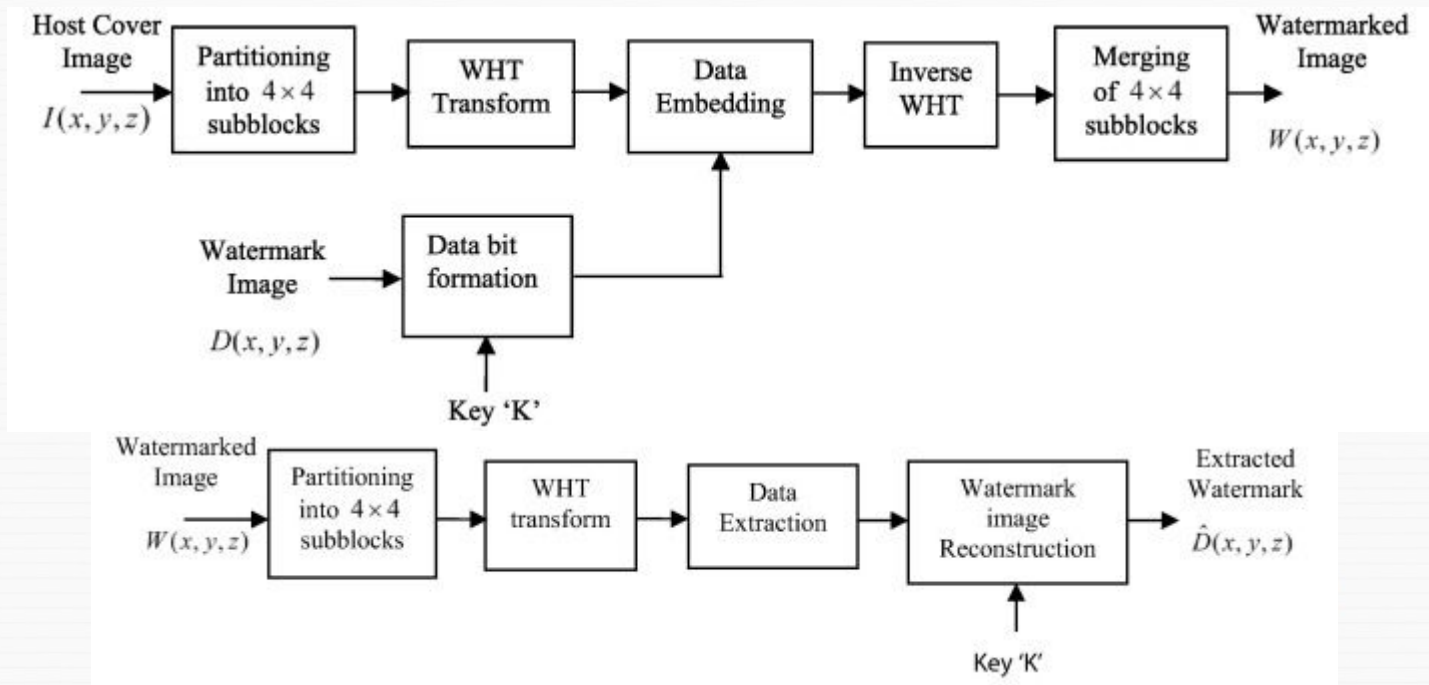 Host Cover
Image
I(x, y, z)
Partitioning
into 4 × 4
subblocks
WHT
Transform
Data
Embedding
Inverse
WHT
Merging
of 4 × 4
subblocks
Watermarked
Image
W(x, y, z)
Watermark
Image
D(x, y, z)
Data bit
formation
Key ‘K’
Watermarked
Image
W(x, y, z)
Partitioning
into 4 × 4
subblocks
WHT
transform
Data
Extraction
Watermark
image
Reconstruction
Extracted
Watermark
D̂(x, y, z)
Key ‘K’